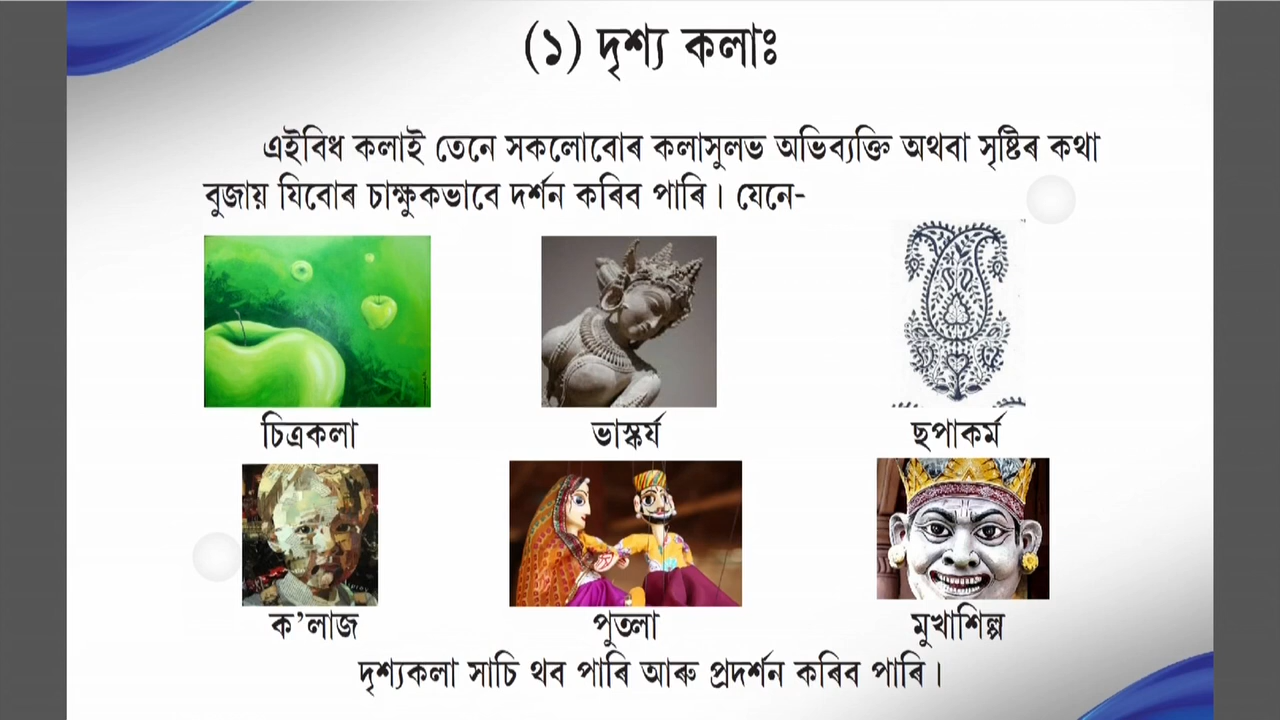 (১) দৃশ্য কলাঃ
এইবিধ কলাই তেনে সকলোবোৰ কলাসুলভ অভিব্যক্তি অথবা সৃষ্টিৰ কথা
বুজায় যিবোৰ চাক্ষুকভাবে দৰ্শন কৰিব পাৰি। যেনে-
চিত্ৰকলা ভাস্কৰ্য ছপাকৰ্ম
ক’লাজ পুতলা মুখাশিল্প
দৃশ্যকলা সাচি থব পাৰি আৰু প্ৰদৰ্শন কৰিব পাৰি।